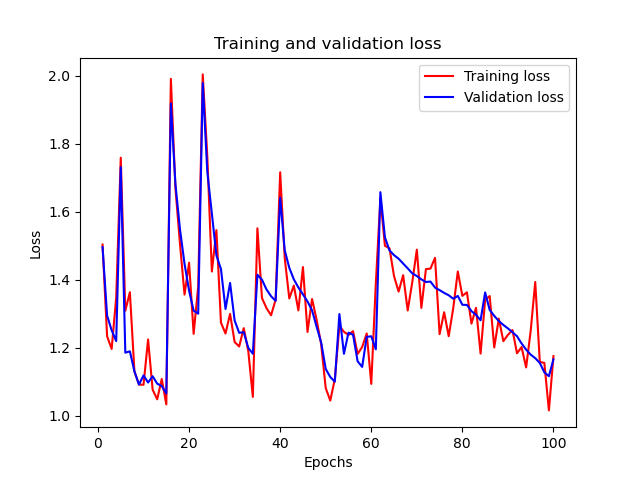 Training and validation loss
Training loss
Validation loss
Loss
2.0
1.8
1.6
1.4
1.2
1.0
0 20 40 60 80 100
Epochs